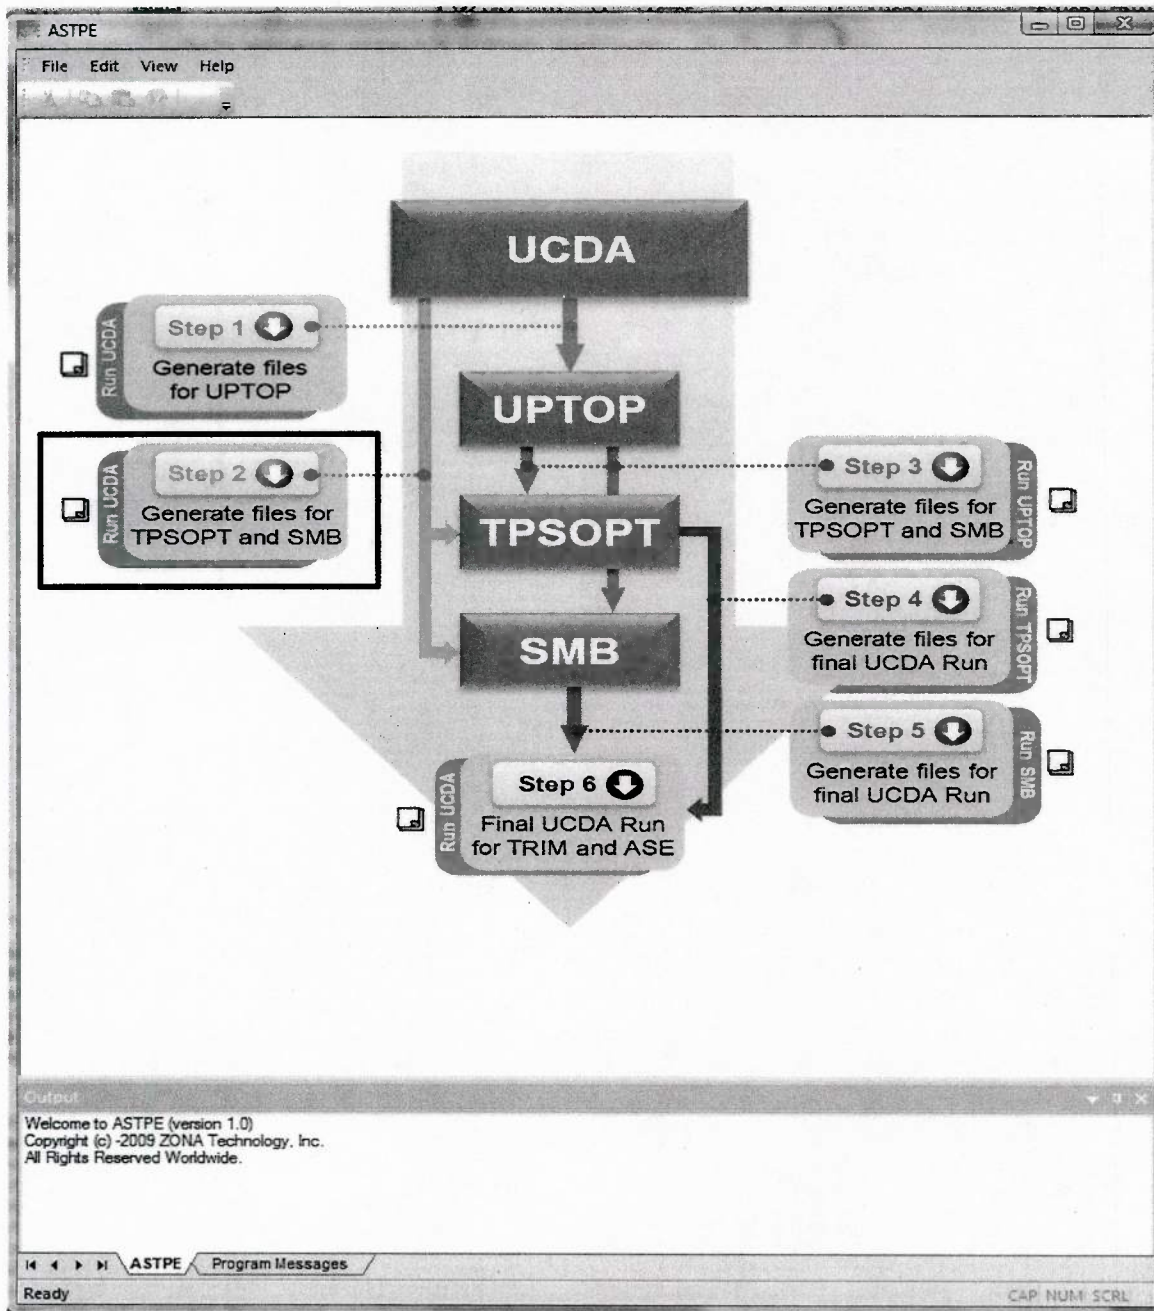 ASTPE
File Edit View Help
UCDA
Run UCDA
Step 1
Generate files
for UPTOP
UPTOP
Run UCDA
Step 2
Generate files for
TPSOPT and SMB
Step 3
Generate files for
TPSOPT and SMB
Run UPTOP
TPSOPT
Step 4
Generate files for
final UCDA Run
Run TPSOPT
SMB
Step 5
Generate files for
final UCDA Run
Run SMB
Run UCDA
Step 6
Final UCDA Run
for TRIM and ASE
Output
Welcome to ASTPE (version 1.0)
Copyright (c) -2009 ZONA Technology, Inc.
All Rights Reserved Worldwide.
ASTPE Program Messages
Ready CAP NUM SCRL